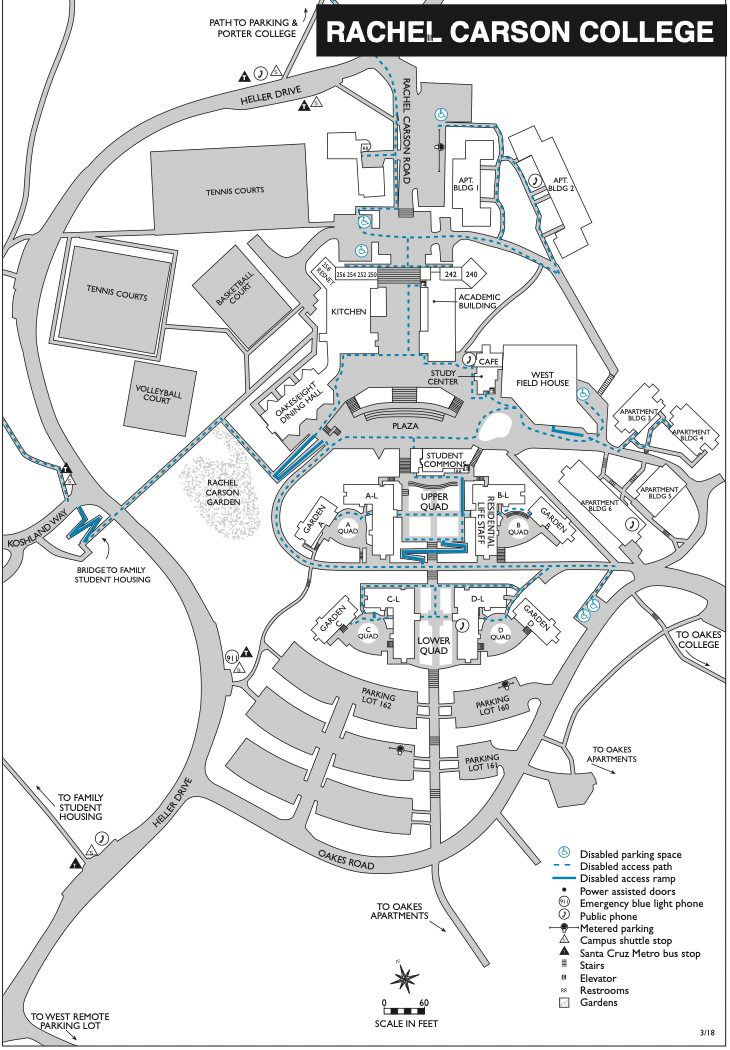 RACHEL CARSON COLLEGE
PATH TO PARKING &
PORTER COLLEGE
HELLER DRIVE
RACHEL CARSON ROAD
RR
TENNIS COURTS
APT.
BLDG 1
APT.
BLDG 2
TENNIS COURTS
BASKETBALL
COURT
258
RESNET
256 254 252 250
242
240
KITCHEN
ACADEMIC
BUILDING
CAFE
STUDY
CENTER
WEST
FIELD HOUSE
VOLLEYBALL
COURT
OAKES/EIGHT
DINING HALL
PLAZA
APARTMENT
BLDG 3
APARTMENT
BLDG 4
STUDENT
COMMONS
RACHEL
CARSON
GARDEN
A-L
UPPER
QUAD
RESIDENTIAL
LIFE STAFF
B-L
APARTMENT
BLDG 5
APARTMENT
BLDG 6
GARDEN
A
A
QUAD
B
QUAD
GARDEN
B
KOSHLAND WAY
BRIDGE TO FAMILY
STUDENT HOUSING
C-L
D-L
GARDEN
C
C
QUAD
LOWER
QUAD
D
QUAD
GARDEN
D
TO OAKES
COLLEGE
911
PARKING
LOT 162
PARKING
LOT 160
PARKING
LOT 161
TO OAKES
APARTMENTS
TO FAMILY
STUDENT
HOUSING
HELLER DRIVE
OAKES ROAD
TO OAKES
APARTMENTS
Disabled parking space
Disabled access path
Disabled access ramp
Power assisted doors
911 Emergency blue light phone
Public phone
Metered parking
S Campus shuttle stop
T Santa Cruz Metro bus stop
Stairs
E Elevator
RR Restrooms
Gardens
N
0 60
SCALE IN FEET
TO WEST REMOTE
PARKING LOT
3/18